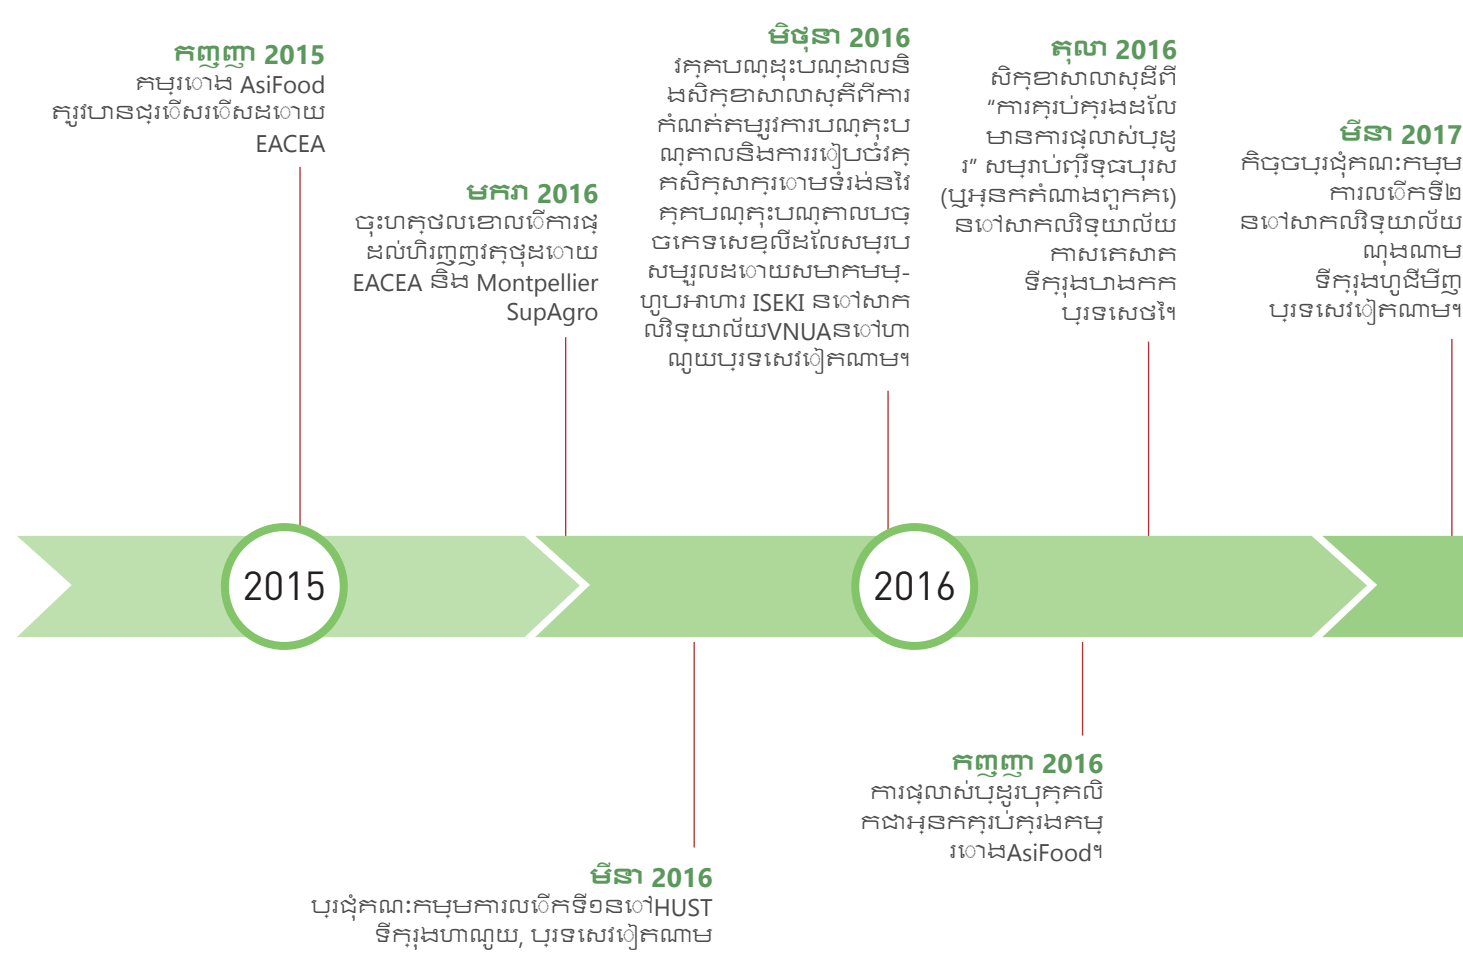 កញ្ញា 2015
គម្រោង AsiFood
ត្រូវបានជ្រើសរើសដោយ
EACEA
មករា 2016
ចុះហត្ថលេខាលើការផ្
ដល់ហិរញ្ញវត្ថុដោយ
EACEA និង Montpellier
SupAgro
មិថុនា 2016
វគ្គបណ្ដុះបណ្ដាលនិ
ងសិក្ខាសាលាស្តីពីការ
កំណត់តម្រូវការបណ្តុះប
ណ្តាលនិងការរៀបចំវគ្
គសិក្សាក្រោមទំរង់នៃវ
គ្គបណ្តុះបណ្តាលបច្
ចេកទេសខ្លីដែលសម្រប
សម្រួលដោយសមាគមម្-
ហូបអាហារ ISEKI នៅសាក
លវិទ្យាល័យVNUAនៅហា
ណូយប្រទេសវៀតណាម។
តុលា 2016
សិក្ខាសាលាស្ដីពី
“ការគ្រប់គ្រងដែល
មានការផ្លាស់ប្ដូ
រ” សម្រាប់ព្រឹទ្ធបុរស
(ឬអ្នកតំណាងពួកគេ)
នៅសាកលវិទ្យាល័យ
កាសេតសាត
ទីក្រុងបាងកក
ប្រទេសថៃ។
មីនា 2017
កិច្ចប្រជុំគណៈកម្ម
ការលើកទី២
នៅសាកលវិទ្យាល័យ
ណុងណាម
ទីក្រុងហូជីមីញ
ប្រទេសវៀតណាម។
2015
2016
កញ្ញា 2016
ការផ្លាស់ប្ដូរបុគ្គលិ
កជាអ្នកគ្រប់គ្រងគម្
រោងAsiFood។
មីនា 2016
ប្រជុំគណៈកម្មការលើកទី១នៅHUST
ទីក្រុងហាណូយ, ប្រទេសវៀតណាម